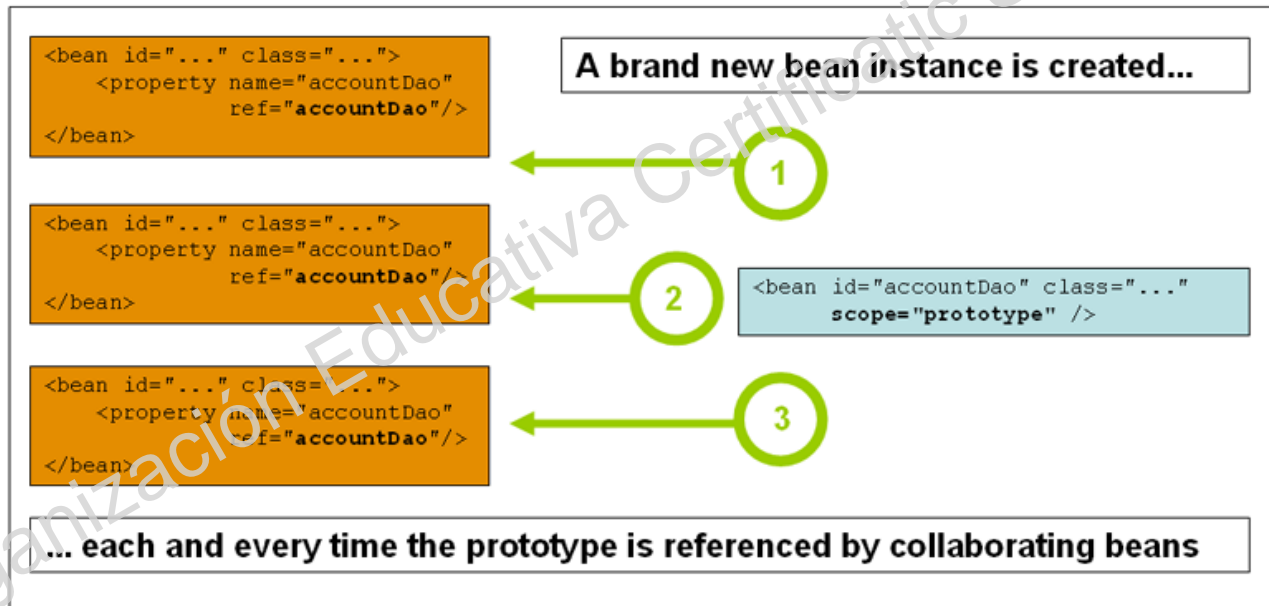 <bean id="..." class="...">
<property name="accountDao"
ref="accountDao"/>
</bean>
A brand new bean instance is created...
1
<bean id="..." class="...">
<property name="accountDao"
ref="accountDao"/>
</bean>
2
<bean id="accountDao" class="..."
scope="prototype" />
<bean id="..." class="...">
<property name="accountDao"
ref="accountDao"/>
</bean>
3
... each and every time the prototype is referenced by collaborating beans
Educativa Certificatic